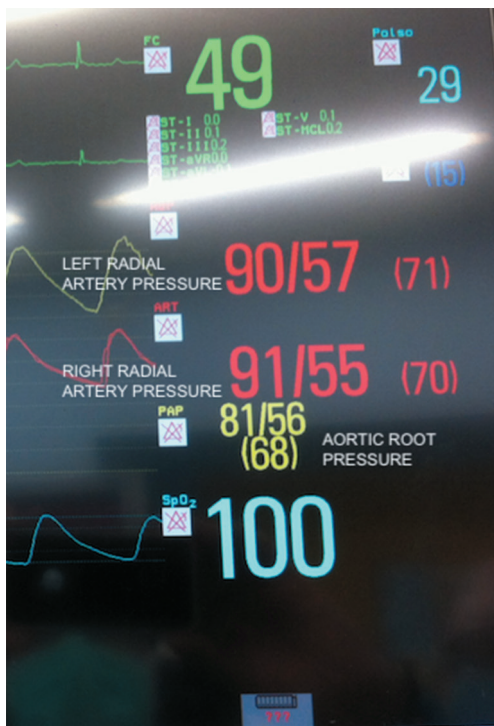 FC
49
Polso
29
ST-I 0.0
ST-II 0.1
ST-III 0.2
ST-aVR 0.0
ST-V 0.1
ST-MCL 0.2
(15)
LEFT RADIAL
ARTERY PRESSURE
90/57 (71)
ART
RIGHT RADIAL
ARTERY PRESSURE
91/55 (70)
PAP
81/56
(68)
AORTIC ROOT
PRESSURE
SpO₂
100
???